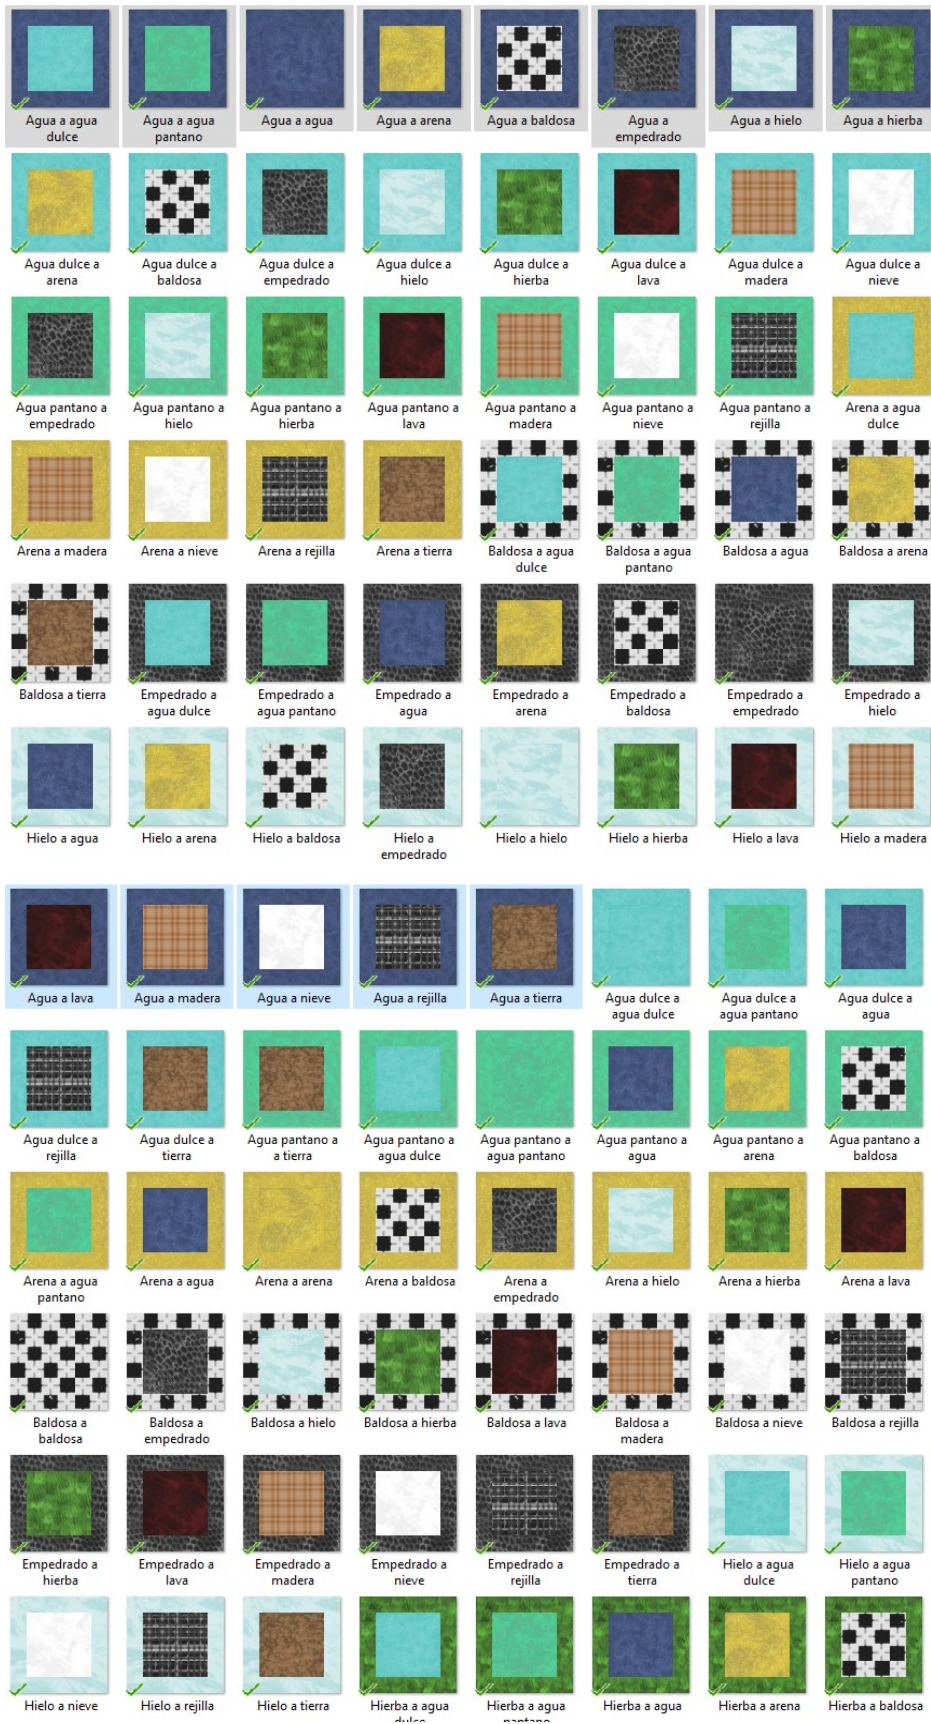 Agua a agua dulce
Agua a agua pantano
Agua a agua
Agua a arena
Agua a baldosa
Agua a empedrado
Agua a hielo
Agua a hierba
Agua dulce a arena
Agua dulce a baldosa
Agua dulce a empedrado
Agua dulce a hielo
Agua dulce a hierba
Agua dulce a lava
Agua dulce a madera
Agua dulce a nieve
Agua pantano a empedrado
Agua pantano a hielo
Agua pantano a hierba
Agua pantano a lava
Agua pantano a madera
Agua pantano a nieve
Agua pantano a rejilla
Arena a agua dulce
Arena a madera
Arena a nieve
Arena a rejilla
Arena a tierra
Baldosa a agua dulce
Baldosa a agua pantano
Baldosa a agua
Baldosa a arena
Baldosa a tierra
Empedrado a agua dulce
Empedrado a agua pantano
Empedrado a agua
Empedrado a arena
Empedrado a baldosa
Empedrado a empedrado
Empedrado a hielo
Hielo a agua
Hielo a arena
Hielo a baldosa
Hielo a empedrado
Hielo a hielo
Hielo a hierba
Hielo a lava
Hielo a madera
Agua a lava
Agua a madera
Agua a nieve
Agua a rejilla
Agua a tierra
Agua dulce a agua dulce
Agua dulce a agua pantano
Agua dulce a agua
Agua dulce a rejilla
Agua dulce a tierra
Agua pantano a a tierra
Agua pantano a agua dulce
Agua pantano a agua pantano
Agua pantano a agua
Agua pantano a arena
Agua pantano a baldosa
Arena a agua pantano
Arena a agua
Arena a arena
Arena a baldosa
Arena a empedrado
Arena a hielo
Arena a hierba
Arena a lava
Baldosa a baldosa
Baldosa a empedrado
Baldosa a hielo
Baldosa a hierba
Baldosa a lava
Baldosa a madera
Baldosa a nieve
Baldosa a rejilla
Empedrado a hierba
Empedrado a lava
Empedrado a madera
Empedrado a nieve
Empedrado a rejilla
Empedrado a tierra
Hielo a agua dulce
Hielo a agua pantano
Hielo a nieve
Hielo a rejilla
Hielo a tierra
Hierba a agua dulce
Hierba a agua pantano
Hierba a agua
Hierba a arena
Hierba a baldosa